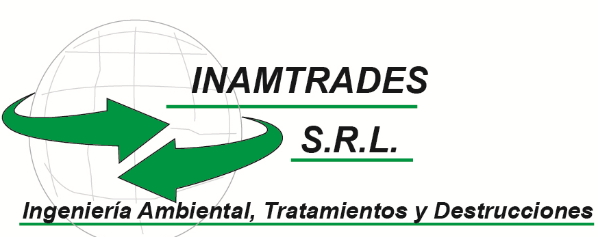 INAMTRADES
S.R.L.
Ingeniería Ambiental, Tratamientos y Destrucciones